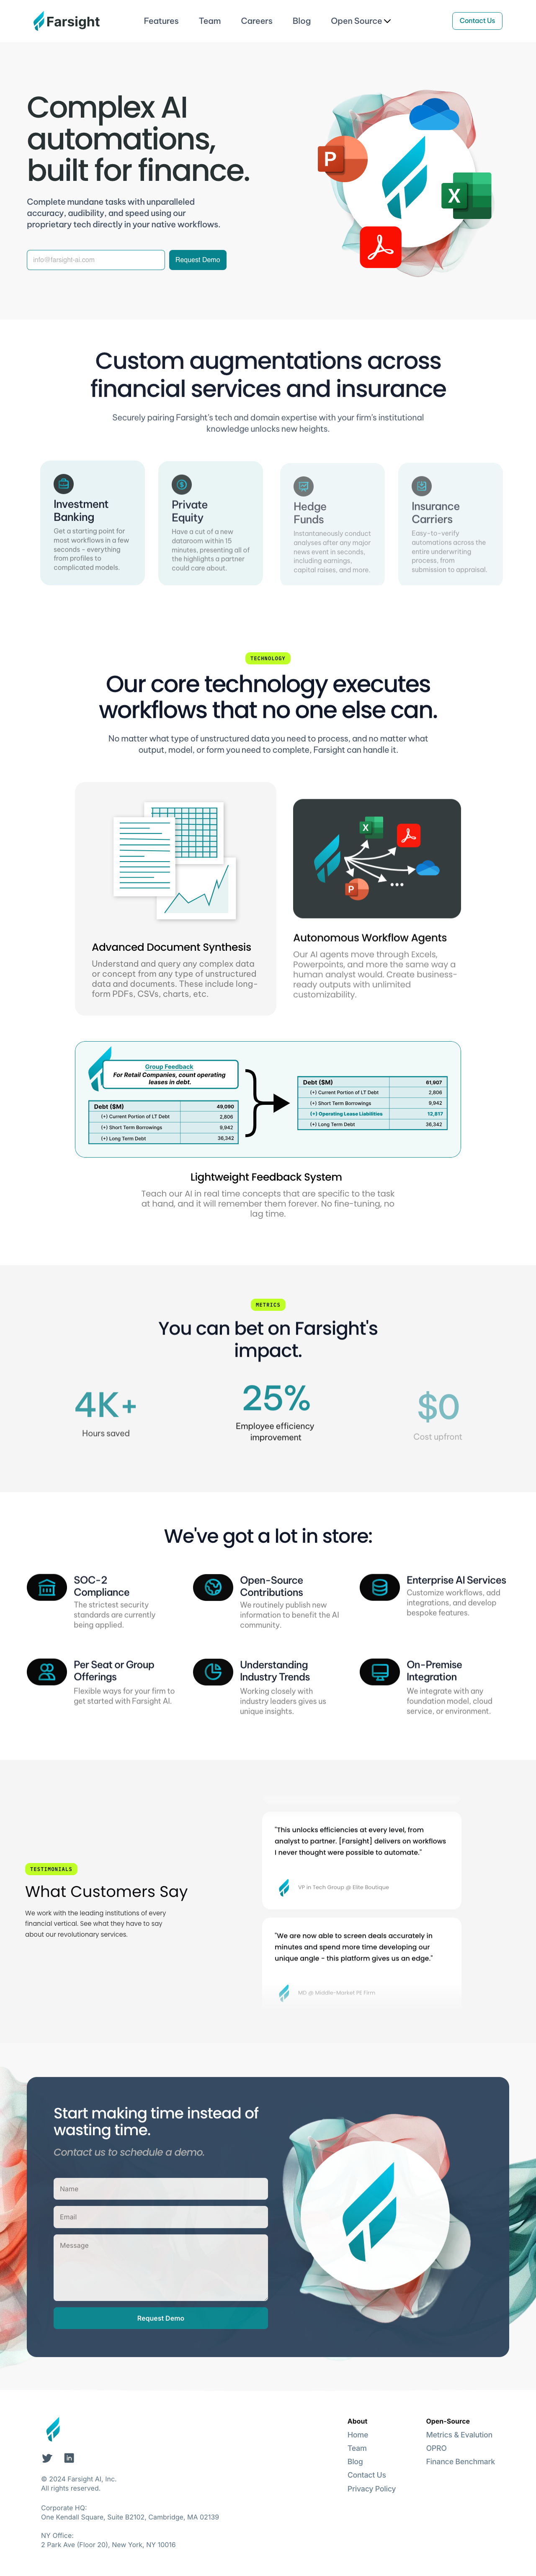 Farsight
Features
Team
Careers
Blog
Open Source
Contact Us
Complex AI
automations,
built for finance.
Complete mundane tasks with unparalleled
accuracy, audibility, and speed using our
proprietary tech directly in your native workflows.
info@farsight-ai.com
Request Demo
P
X
Custom augmentations across
financial services and insurance
Securely pairing Farsight's tech and domain expertise with your firm's institutional
knowledge unlocks new heights.
Investment
Banking
Get a starting point for
most workflows in a few
seconds - everything
from profiles to
complicated models.
Private
Equity
Have a cut of a new
dataroom within 15
minutes, presenting all of
the highlights a partner
could care about.
Hedge
Funds
Instantaneously conduct
analyses after any major
news event in seconds,
including earnings,
capital raises, and more.
Insurance
Carriers
Easy-to-verify
automations across the
entire underwriting
process, from
submission to appraisal.
TECHNOLOGY
Our core technology executes
workflows that no one else can.
No matter what type of unstructured data you need to process, and no matter what
output, model, or form you need to complete, Farsight can handle it.
Advanced Document Synthesis
Understand and query any complex data
or concept from any type of unstructured
data and documents. These include long-
form PDFs, CSVs, charts, etc.
X
P
Autonomous Workflow Agents
Our AI agents move through Excels,
Powerpoints, and more the same way a
human analyst would. Create business-
ready outputs with unlimited
customizability.
Group Feedback
For Retail Companies, count operating
leases in debt.
Debt ($M) 49,090
(+) Current Portion of LT Debt 2,806
(+) Short Term Borrowings 9,942
(+) Long Term Debt 36,342
Debt ($M) 61,907
(+) Current Portion of LT Debt 2,806
(+) Short Term Borrowings 9,942
(+) Operating Lease Liabilities 12,817
(+) Long Term Debt 36,342
Lightweight Feedback System
Teach our AI in real time concepts that are specific to the task
at hand, and it will remember them forever. No fine-tuning, no
lag time.
METRICS
You can bet on Farsight's
impact.
4K+
Hours saved
25%
Employee efficiency
improvement
$0
Cost upfront
We've got a lot in store:
SOC-2
Compliance
The strictest security
standards are currently
being applied.
Open-Source
Contributions
We routinely publish new
information to benefit the AI
community.
Enterprise AI Services
Customize workflows, add
integrations, and develop
bespoke features.
Per Seat or Group
Offerings
Flexible ways for your firm to
get started with Farsight AI.
Understanding
Industry Trends
Working closely with
industry leaders gives us
unique insights.
On-Premise
Integration
We integrate with any
foundation model, cloud
service, or environment.
TESTIMONIALS
What Customers Say
We work with the leading institutions of every
financial vertical. See what they have to say
about our revolutionary services.
"This unlocks efficiencies at every level, from
analyst to partner. [Farsight] delivers on workflows
I never thought were possible to automate."
VP in Tech Group @ Elite Boutique
"We are now able to screen deals accurately in
minutes and spend more time developing our
unique angle - this platform gives us an edge."
MD @ Middle-Market PE Firm
Start making time instead of
wasting time.
Contact us to schedule a demo.
Name
Email
Message
Request Demo
in
© 2024 Farsight AI, Inc.
All rights reserved.
Corporate HQ:
One Kendall Square, Suite B2102, Cambridge, MA 02139
NY Office:
2 Park Ave (Floor 20), New York, NY 10016
About
Home
Team
Blog
Contact Us
Privacy Policy
Open-Source
Metrics & Evalution
OPRO
Finance Benchmark